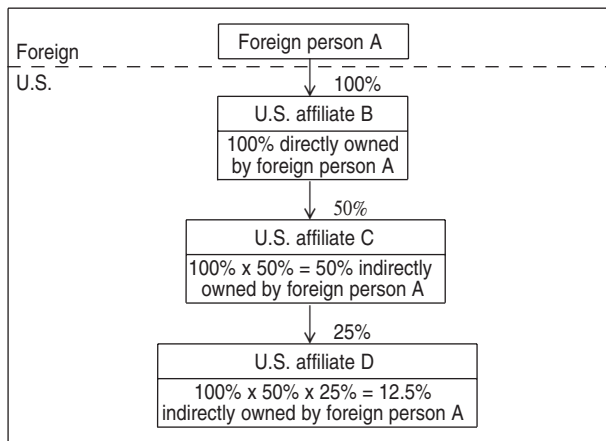 Foreign person A
Foreign
U.S.
100%
U.S. affiliate B
100% directly owned
by foreign person A
50%
U.S. affiliate C
100% x 50% = 50% indirectly
owned by foreign person A
25%
U.S. affiliate D
100% x 50% x 25% = 12.5%
indirectly owned by foreign person A